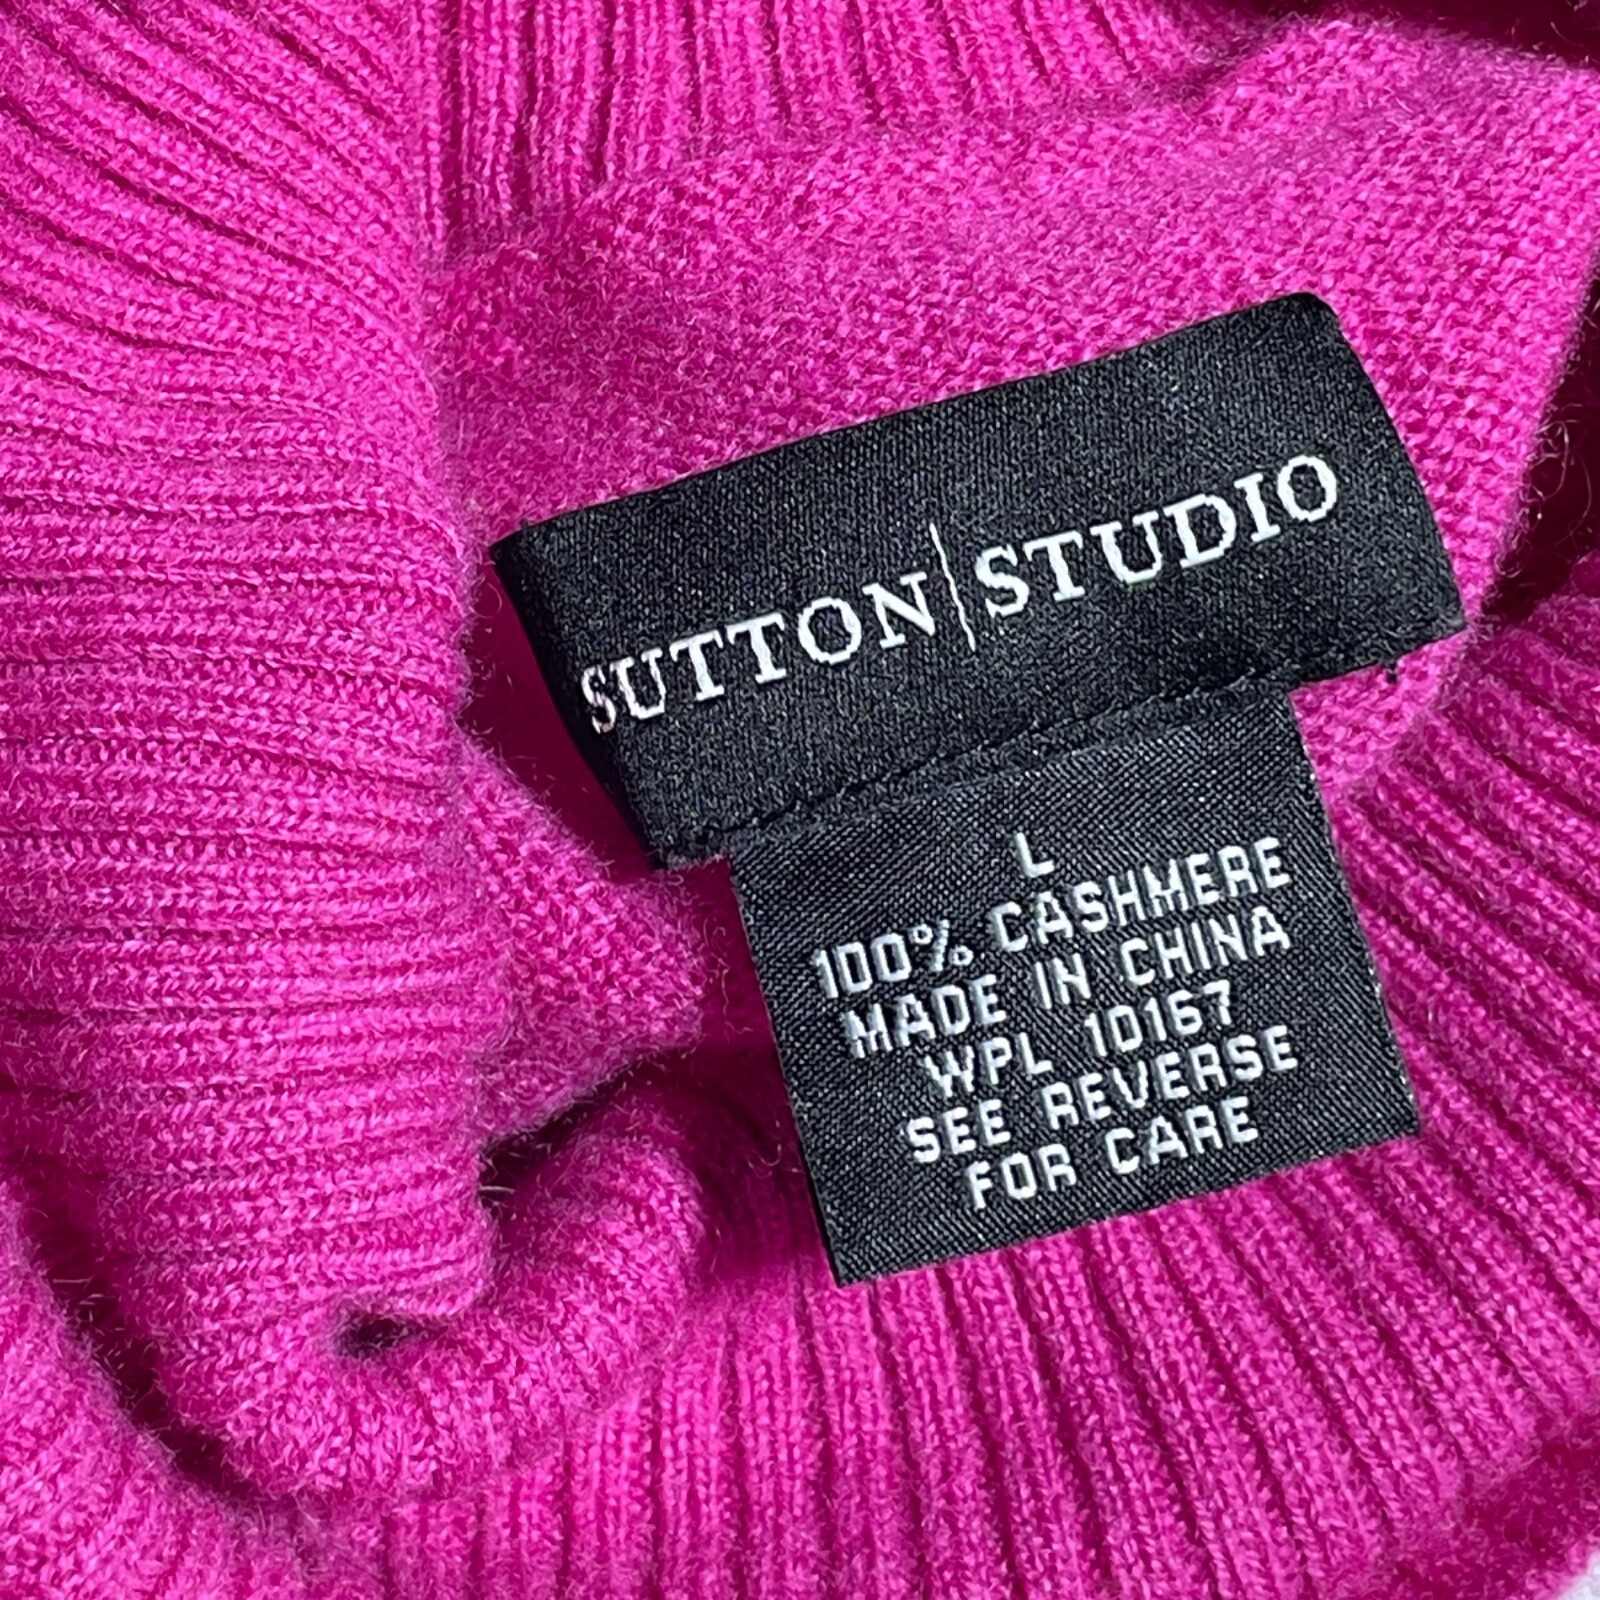 SUTTON|STUDIO
L
100% CASHMERE
MADE IN CHINA
WPL 10167
SEE REVERSE
FOR CARE